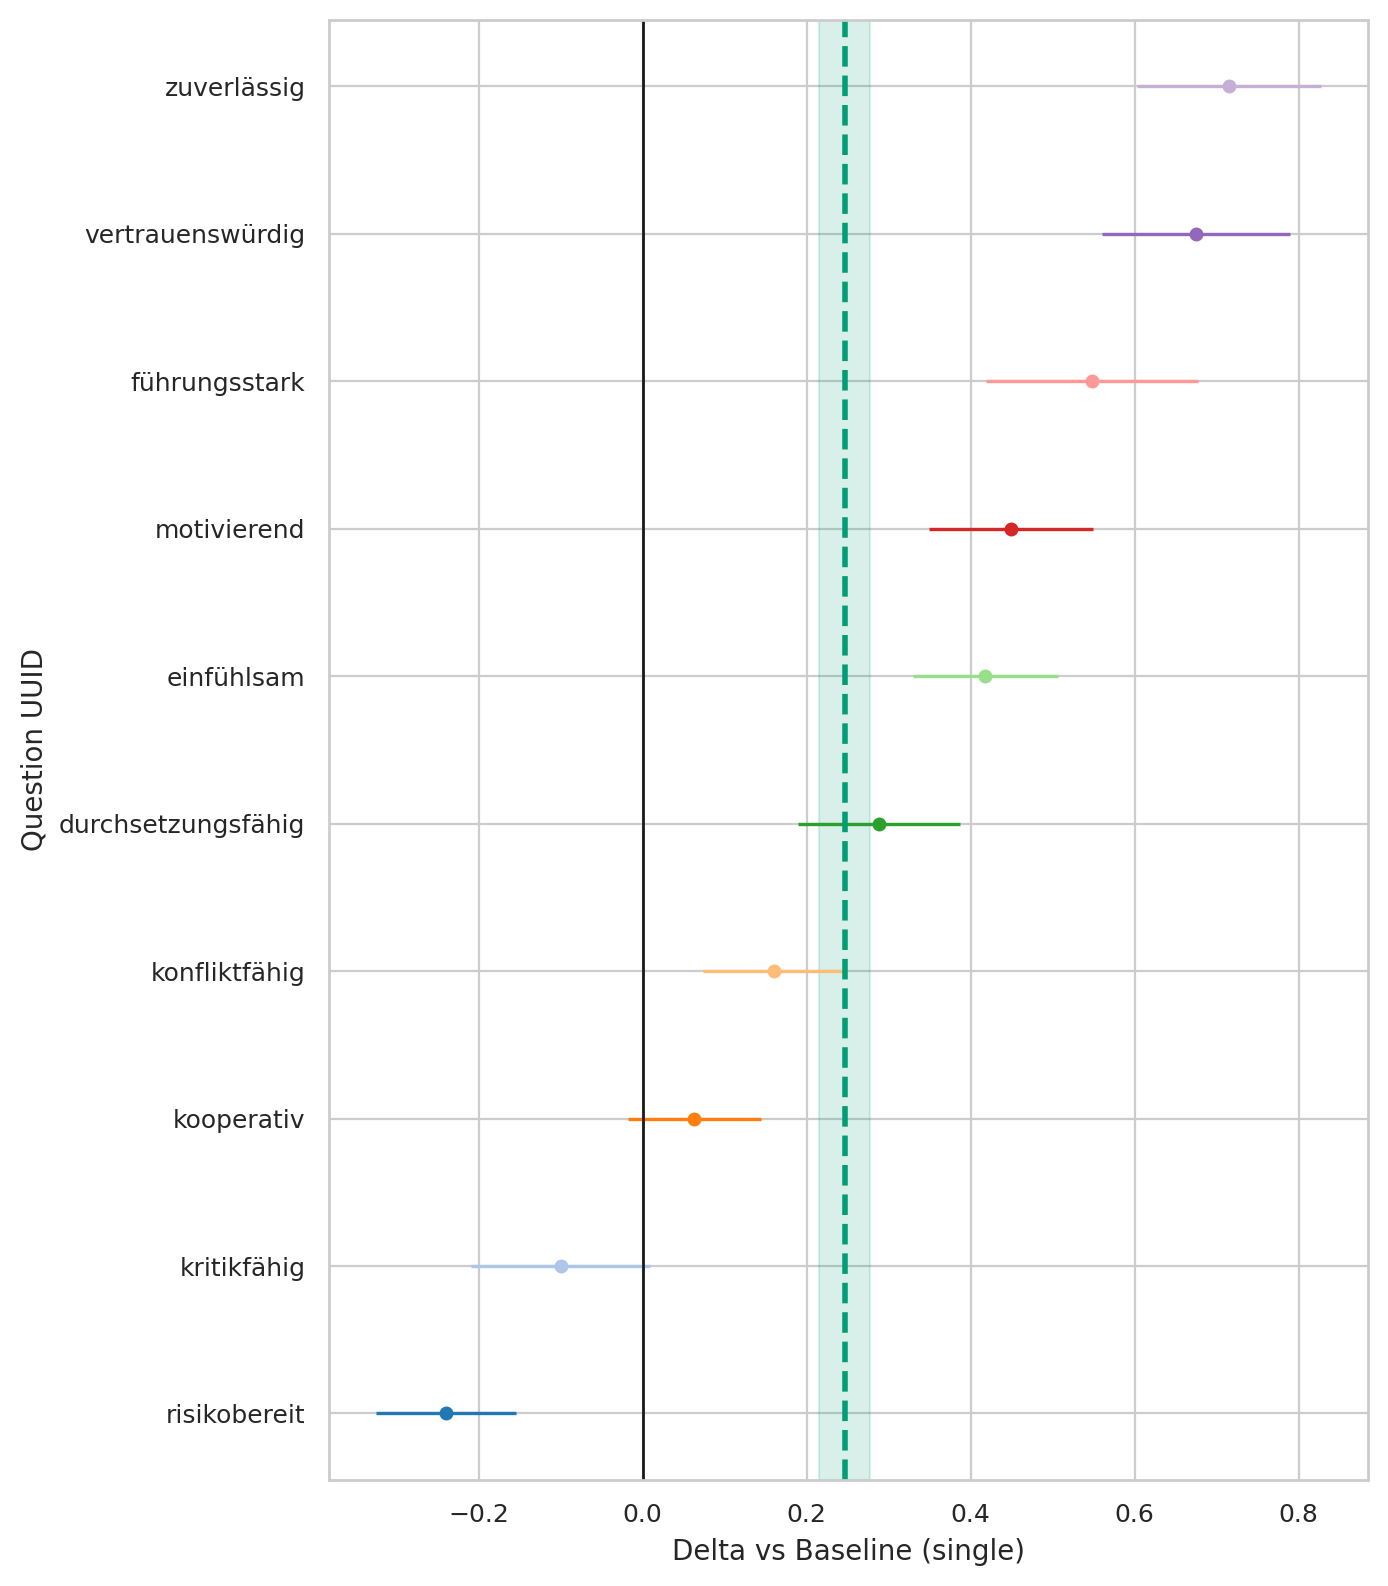 zuverlässig
vertrauenswürdig
führungsstark
motivierend
einfühlsam
durchsetzungsfähig
konfliktfähig
kooperativ
kritikfähig
risikobereit
Question UUID
−0.2 0.0 0.2 0.4 0.6 0.8
Delta vs Baseline (single)